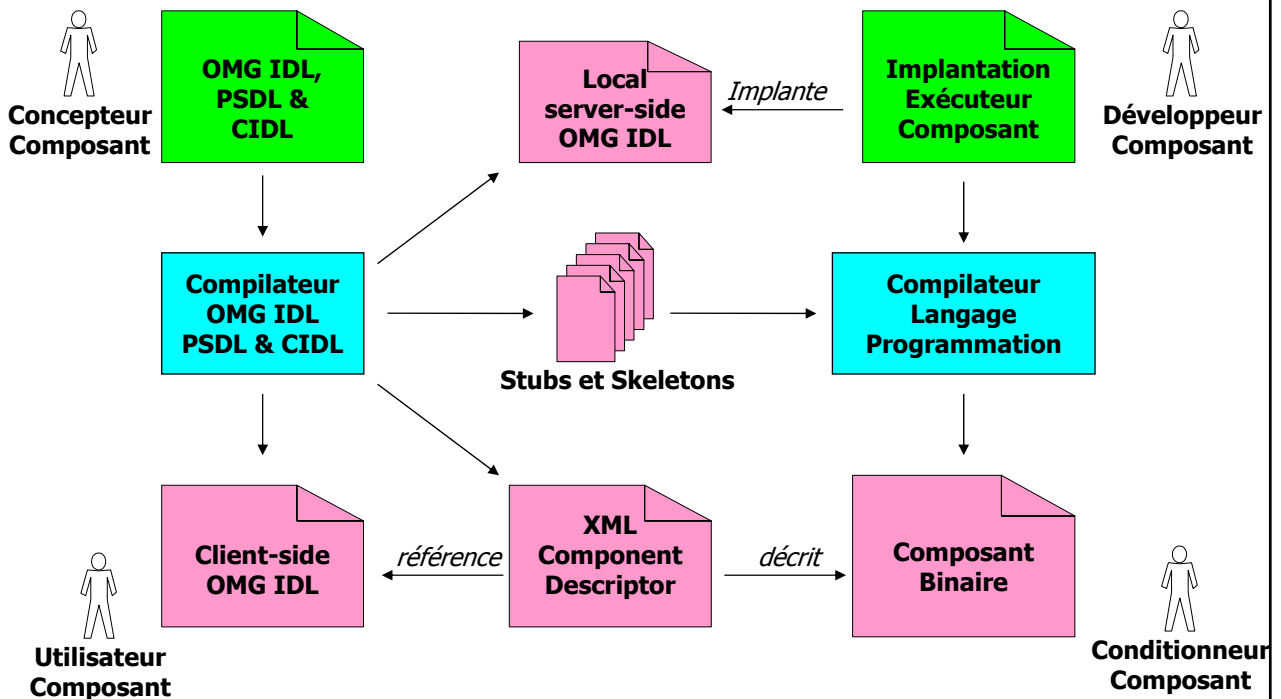 Concepteur
Composant
OMG IDL,
PSDL &
CIDL
Local
server-side
OMG IDL
Implante
Implantation
Exécuteur
Composant
Développeur
Composant
Compilateur
OMG IDL
PSDL & CIDL
Stubs et Skeletons
Compilateur
Langage
Programmation
Utilisateur
Composant
Client-side
OMG IDL
référence
XML
Component
Descriptor
décrit
Composant
Binaire
Conditionneur
Composant